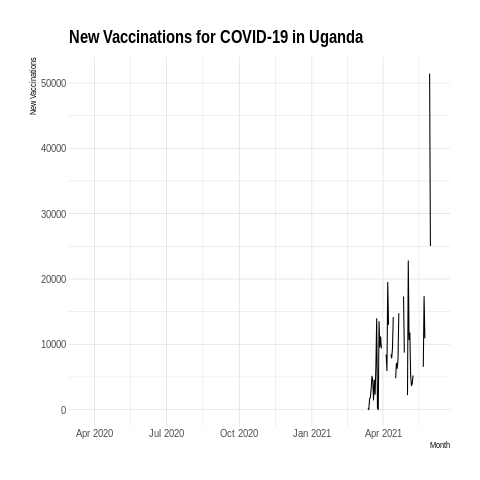 New Vaccinations for COVID-19 in Uganda
New Vaccinations
50000
40000
30000
20000
10000
0
Apr 2020 Jul 2020 Oct 2020 Jan 2021 Apr 2021
Month